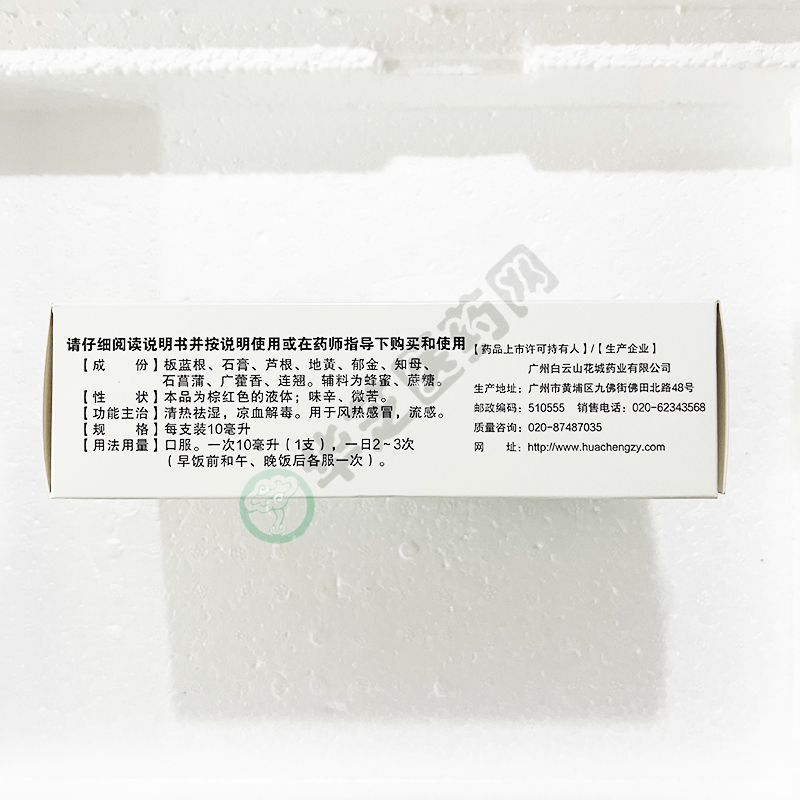 请仔细阅读说明书并按说明使用或在药师指导下购买和使用
【成　份】板蓝根、石膏、芦根、地黄、郁金、知母、
石菖蒲、广藿香、连翘。辅料为蜂蜜、蔗糖。
【性　状】本品为棕红色的液体；味辛、微苦。
【功能主治】清热祛湿，凉血解毒。用于风热感冒，流感。
【规　格】每支装10毫升
【用法用量】口服。一次10毫升（1支），一日2~3次
（早饭前和午、晚饭后各服一次）。
【药品上市许可持有人】/【生产企业】
广州白云山花城药业有限公司
生产地址：广州市黄埔区九佛街佛田北路48号
邮政编码：510555　销售电话：020-62343568
质量咨询：020-87487035
网　址：http://www.huachengzy.com
华芝医药网